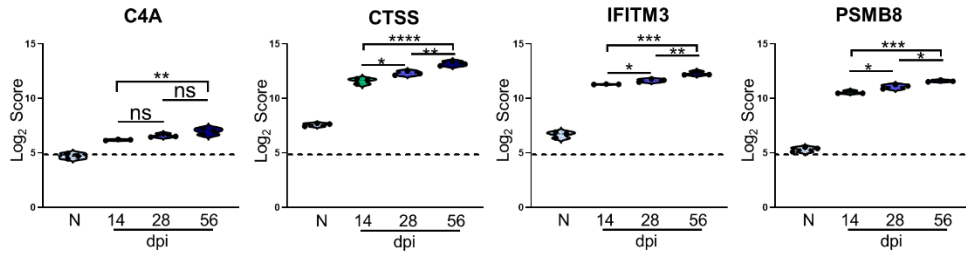 C4A
Log2 Score
15
10
5
0
**
ns
ns
N 14 28 56
dpi
CTSS
Log2 Score
15
10
5
0
****
**
*
N 14 28 56
dpi
IFITM3
Log2 Score
15
10
5
0
***
**
*
N 14 28 56
dpi
PSMB8
Log2 Score
15
10
5
0
***
*
*
N 14 28 56
dpi